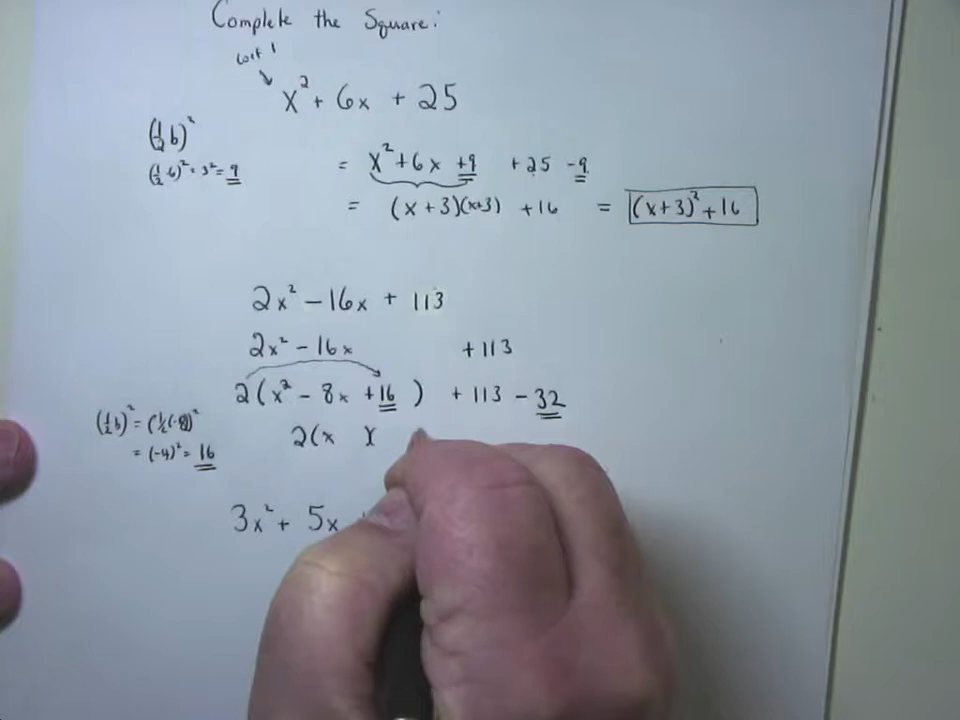 Complete the Square:
coef 1
x² + 6x + 25
(½b)²
(½·6)² = 3² = 9
= x² + 6x + 9 + 25 - 9
= (x + 3)(x+3) + 16 = (x+3)² + 16
2x² - 16x + 113
2x² - 16x + 113
2(x² - 8x + 16) + 113 - 32
(½b)² = (½(-8))²
= (-4)² = 16
2(x )(
3x² + 5x